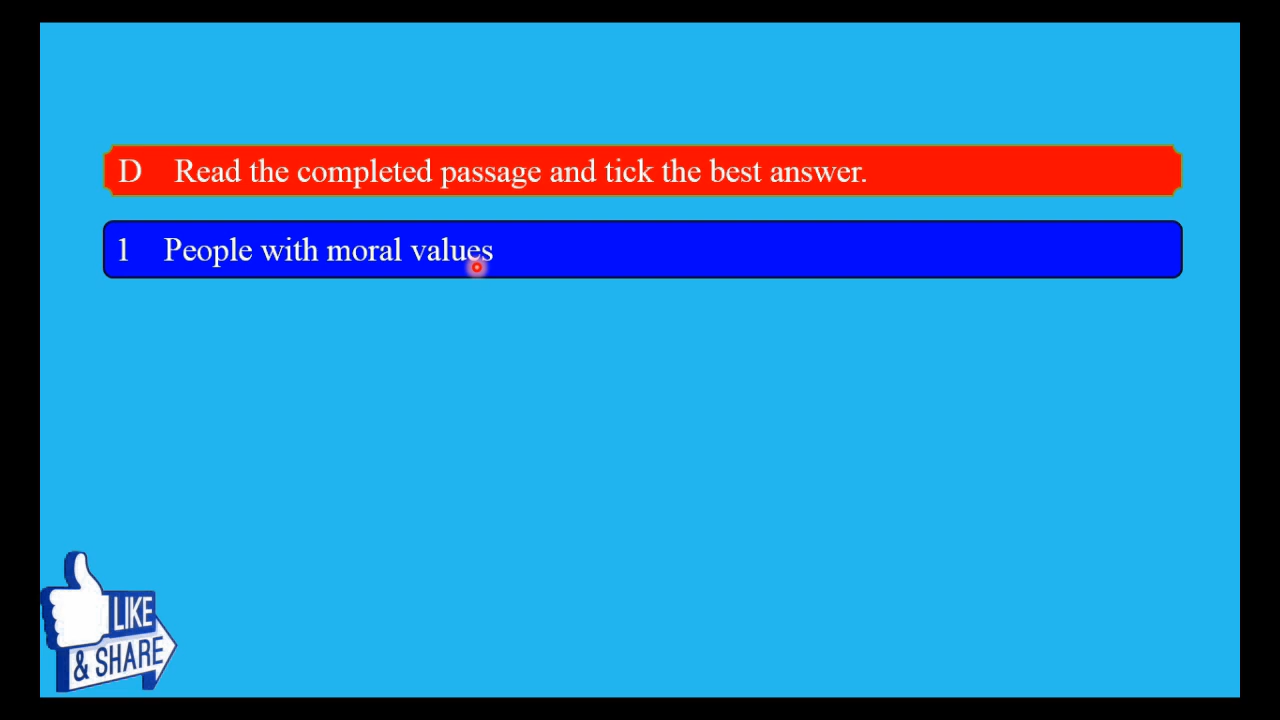 D Read the completed passage and tick the best answer.
1 People with moral values
LIKE
& SHARE